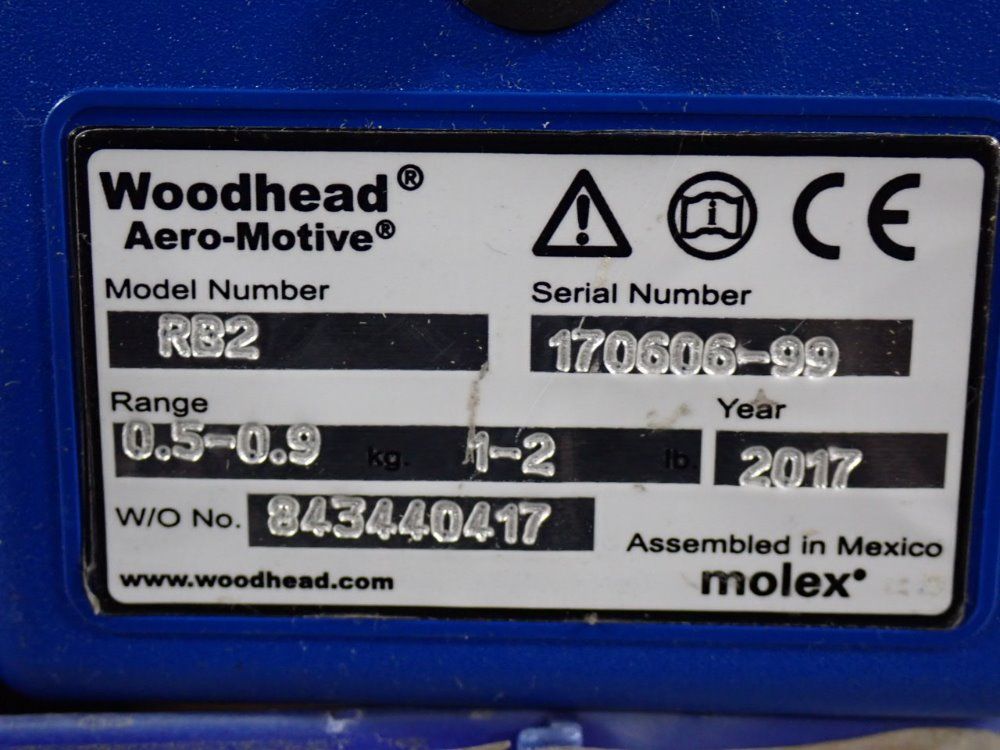 Woodhead®
Aero-Motive®
CE
Model Number
Serial Number
RB2
170606-99
Range
Year
0.5-0.9 kg. 1-2 lb.
2017
W/O No. 843440417
Assembled in Mexico
www.woodhead.com
molex